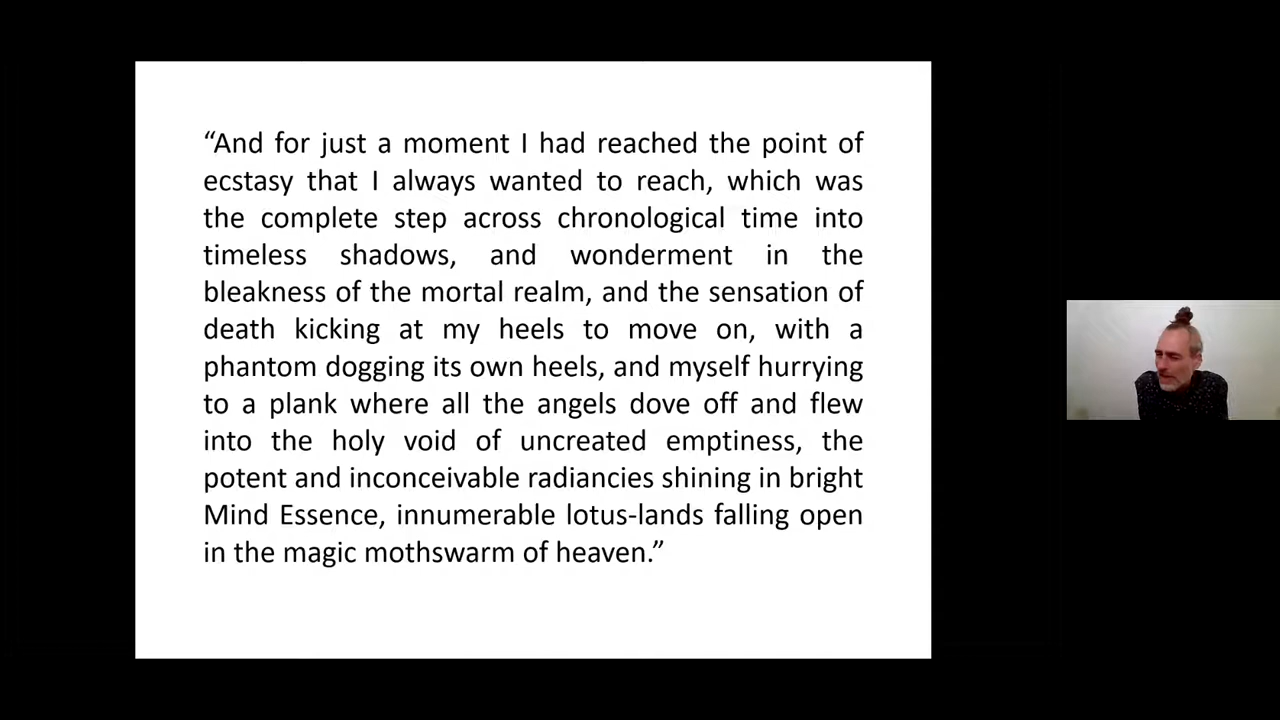 “And for just a moment I had reached the point of
ecstasy that I always wanted to reach, which was
the complete step across chronological time into
timeless shadows, and wonderment in the
bleakness of the mortal realm, and the sensation of
death kicking at my heels to move on, with a
phantom dogging its own heels, and myself hurrying
to a plank where all the angels dove off and flew
into the holy void of uncreated emptiness, the
potent and inconceivable radiancies shining in bright
Mind Essence, innumerable lotus-lands falling open
in the magic mothswarm of heaven.”